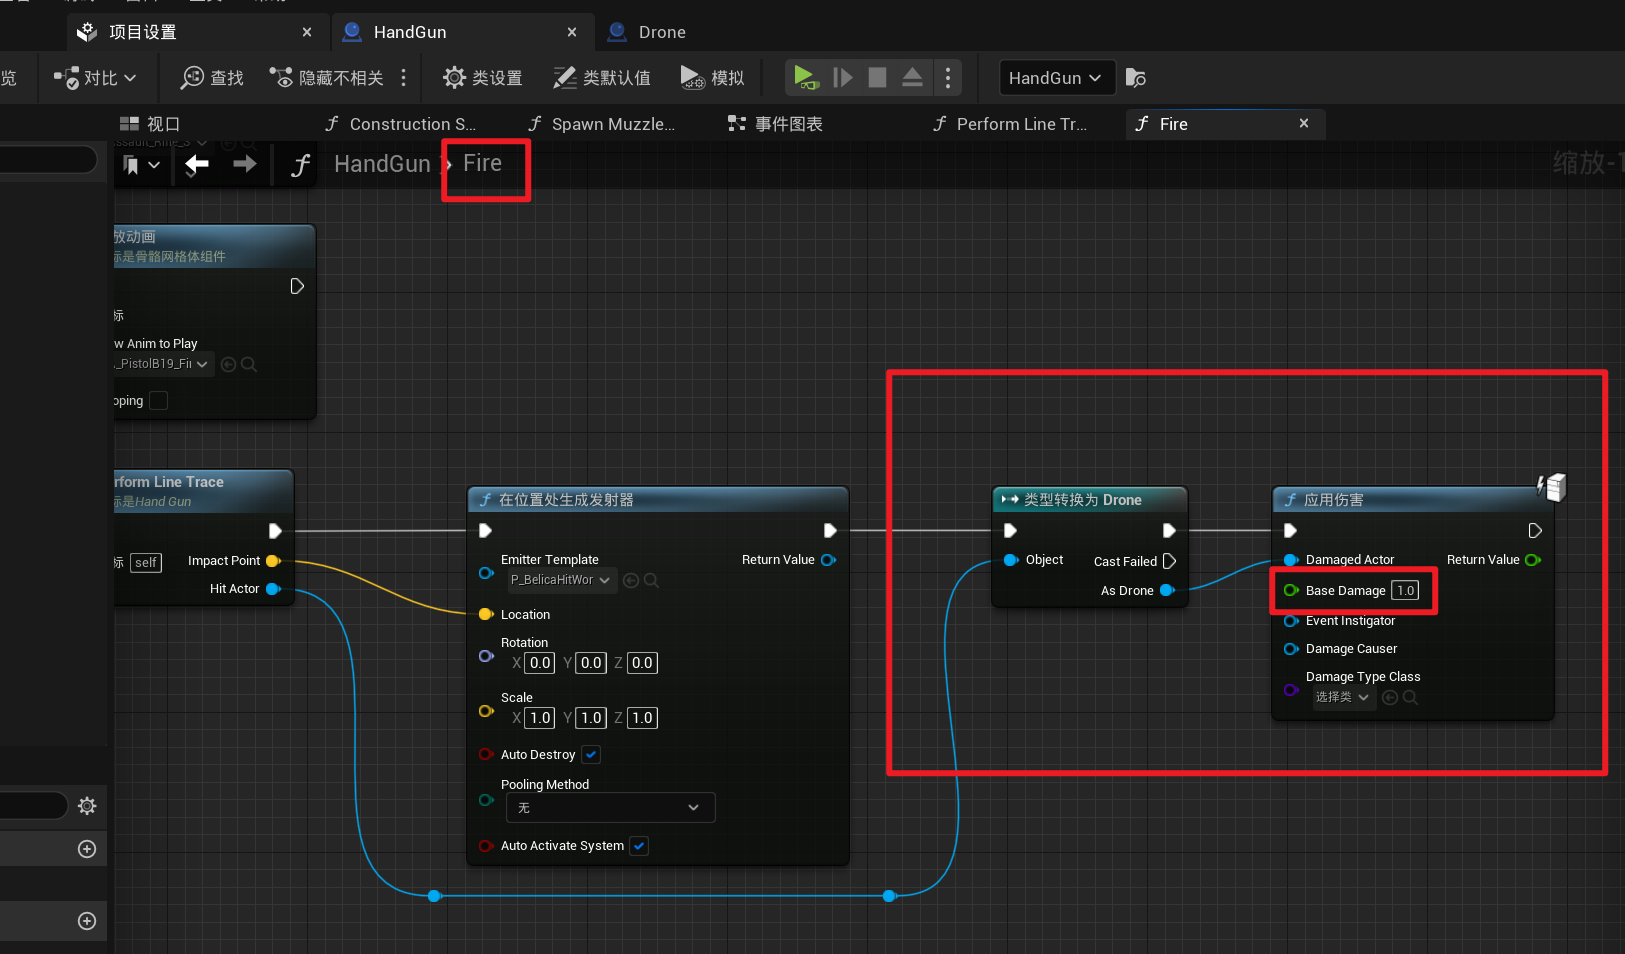 项目设置
HandGun
Drone
览
对比
查找
隐藏不相关
类设置
类默认值
模拟
HandGun
视口
Construction S...
Spawn Muzzle...
事件图表
Perform Line Tr...
Fire
HandGun
Fire
缩放-1
放动画
标是骨骼网格体组件
标
w Anim to Play
_PistolB19_Fir
oping
rform Line Trace
标是Hand Gun
标 self
Impact Point
Hit Actor
在位置处生成发射器
Emitter Template
P_BelicaHitWor
Return Value
Location
Rotation
X 0.0 Y 0.0 Z 0.0
Scale
X 1.0 Y 1.0 Z 1.0
Auto Destroy
Pooling Method
无
Auto Activate System
类型转换为 Drone
Object
Cast Failed
As Drone
应用伤害
Damaged Actor
Return Value
Base Damage 1.0
Event Instigator
Damage Causer
Damage Type Class
选择类